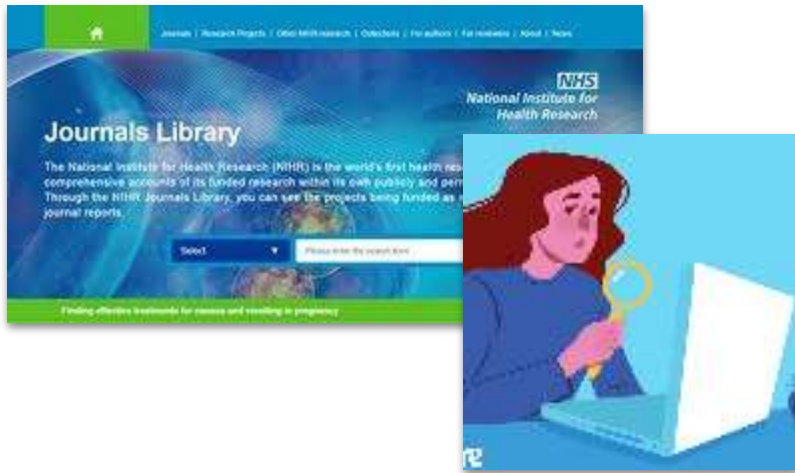 Journals | Research Projects | Other NIHR research | Collections | For authors | For reviewers | About | News
NHS
National Institute for
Health Research
Journals Library
The National Institute for Health Research (NIHR) is the world's first health
comprehensive accounts of its funded research within its own publicly and
Through the NIHR Journals Library, you can see the projects being funded as
journal reports.
Select
Please enter the search term
Finding effective treatments for nausea and vomiting in pregnancy